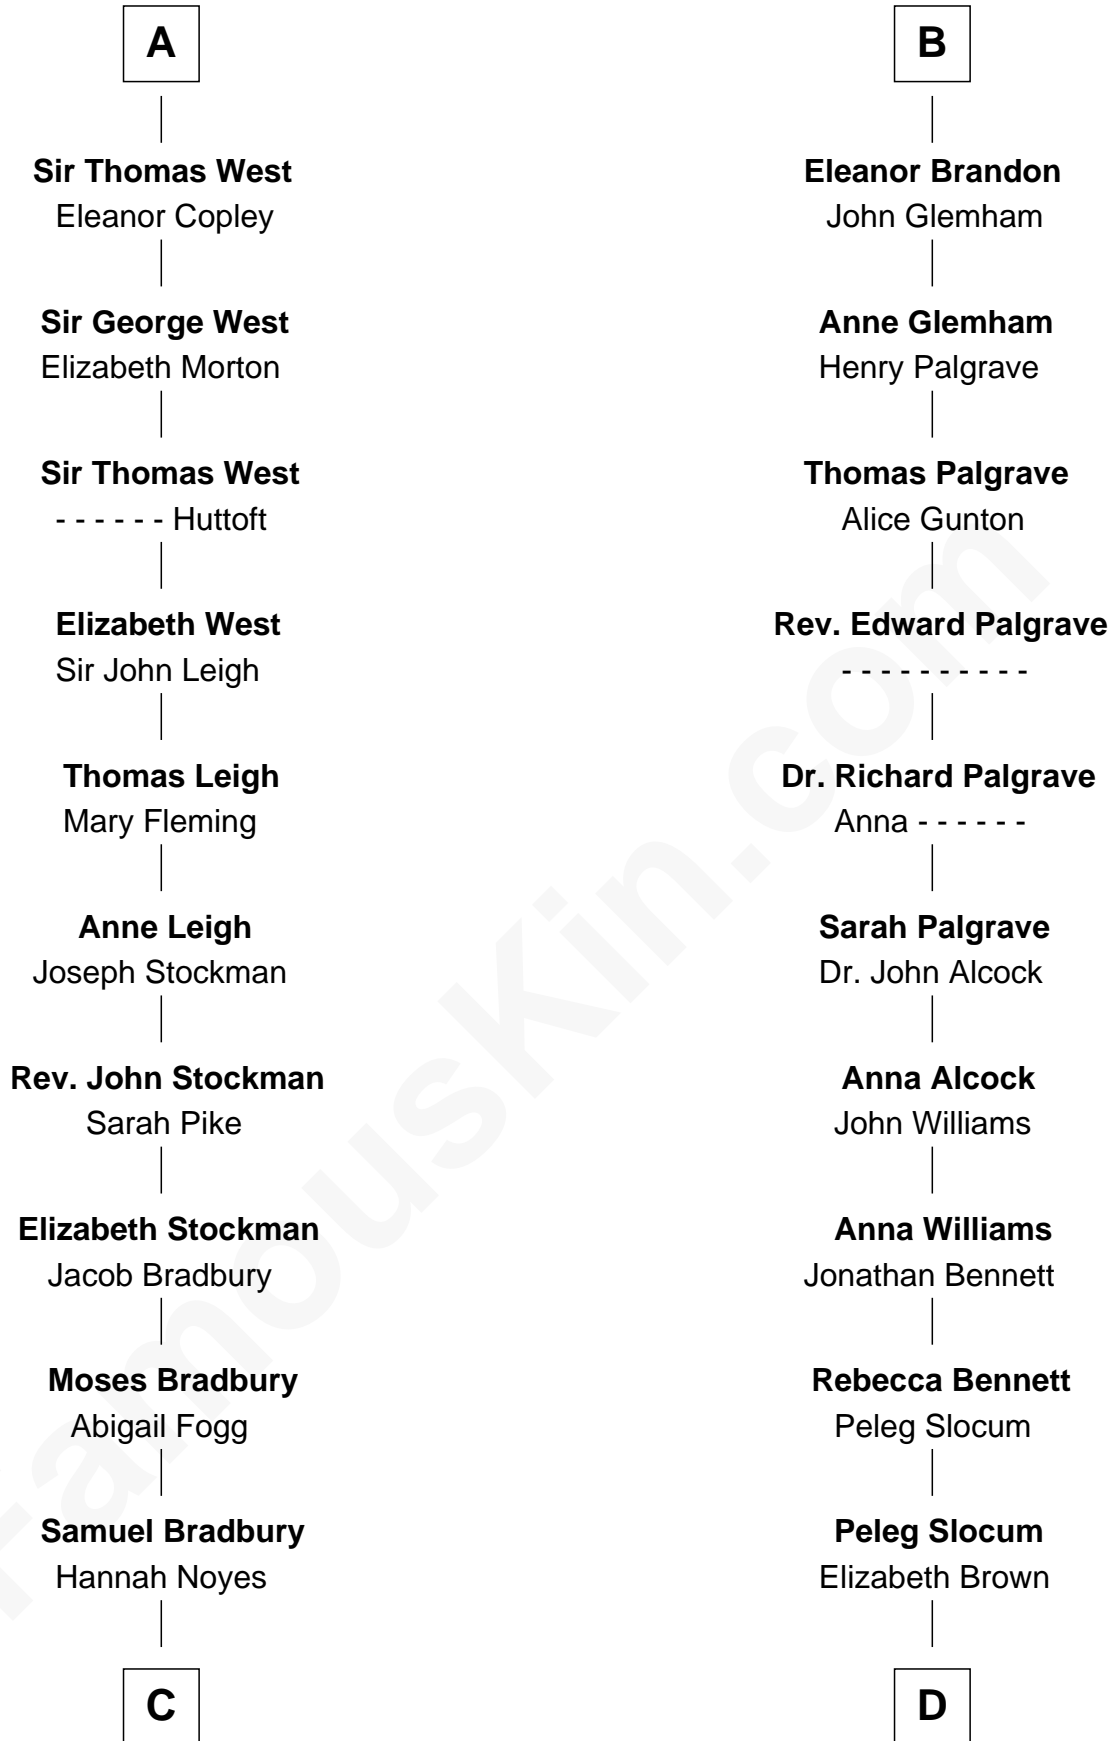 A
Sir Thomas West
Eleanor Copley
Sir George West
Elizabeth Morton
Sir Thomas West
- - - - - - Huttoft
Elizabeth West
Sir John Leigh
Thomas Leigh
Mary Fleming
Anne Leigh
Joseph Stockman
Rev. John Stockman
Sarah Pike
Elizabeth Stockman
Jacob Bradbury
Moses Bradbury
Abigail Fogg
Samuel Bradbury
Hannah Noyes
C
B
Eleanor Brandon
John Glemham
Anne Glemham
Henry Palgrave
Thomas Palgrave
Alice Gunton
Rev. Edward Palgrave
- - - - - - - - - -
Dr. Richard Palgrave
Anna - - - - - -
Sarah Palgrave
Dr. John Alcock
Anna Alcock
John Williams
Anna Williams
Jonathan Bennett
Rebecca Bennett
Peleg Slocum
Peleg Slocum
Elizabeth Brown
D
FamousKin.com